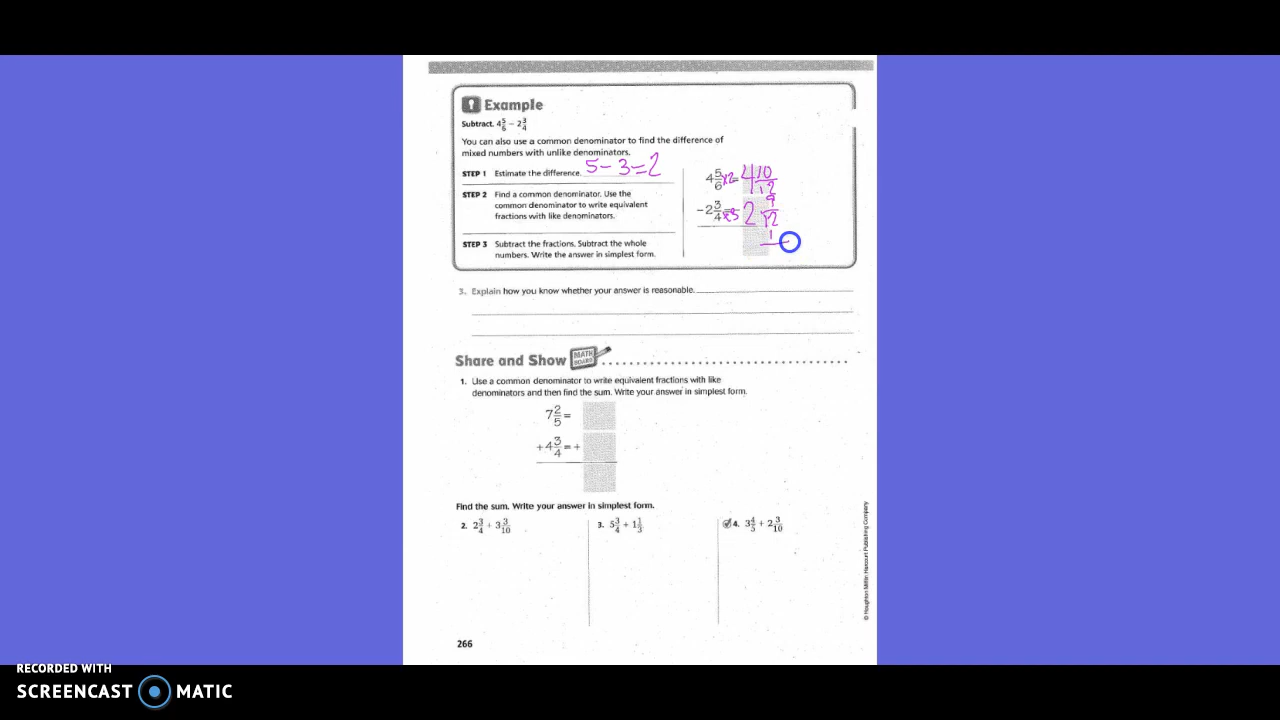 Example
Subtract. 4 5/6 − 2 3/4
You can also use a common denominator to find the difference of
mixed numbers with unlike denominators.
STEP 1 Estimate the difference. 5 - 3 = 2
STEP 2 Find a common denominator. Use the
common denominator to write equivalent
fractions with like denominators.
STEP 3 Subtract the fractions. Subtract the whole
numbers. Write the answer in simplest form.
4 5/6 x2 = 4 10/12
−2 3/4 x3 = 2 9/12
1
3. Explain how you know whether your answer is reasonable.
Share and Show MATH BOARD
1. Use a common denominator to write equivalent fractions with like
denominators and then find the sum. Write your answer in simplest form.
7 2/5 =
+4 3/4 = +
Find the sum. Write your answer in simplest form.
2. 2 3/4 + 3 3/10
3. 5 3/4 + 1 1/3
4. 3 4/5 + 2 3/10
© Houghton Mifflin Harcourt Publishing Company
266
RECORDED WITH
SCREENCAST MATIC